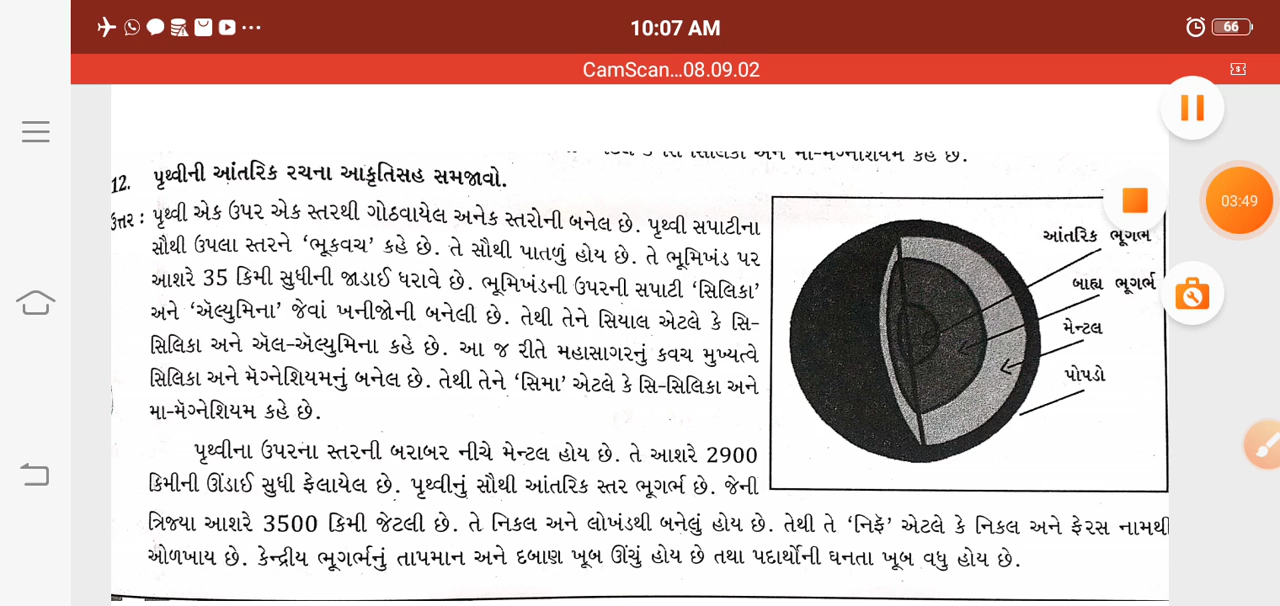 10:07 AM
66
CamScan...08.09.02
03:49
12. પૃથ્વીની આંતરિક રચના આકૃતિસહ સમજાવો.
ઉત્તર : પૃથ્વી એક ઉપર એક સ્તરથી ગોઠવાયેલ અનેક સ્તરોની બનેલ છે. પૃથ્વી સપાટીના
સૌથી ઉપલા સ્તરને ‘ભૂકવચ’ કહે છે. તે સૌથી પાતળું હોય છે. તે ભૂમિખંડ પર
આશરે 35 કિમી સુધીની જાડાઈ ધરાવે છે. ભૂમિખંડની ઉપરની સપાટી ‘સિલિકા’
અને ‘ઍલ્યુમિના’ જેવાં ખનીજોની બનેલી છે. તેથી તેને સિયાલ એટલે કે સિ-
સિલિકા અને ઍલ-ઍલ્યુમિના કહે છે. આ જ રીતે મહાસાગરનું કવચ મુખ્યત્વે
સિલિકા અને મૅગ્નેશિયમનું બનેલ છે. તેથી તેને ‘સિમા’ એટલે કે સિ-સિલિકા અને
મા-મૅગ્નેશિયમ કહે છે.
પૃથ્વીના ઉપરના સ્તરની બરાબર નીચે મેન્ટલ હોય છે. તે આશરે 2900
કિમીની ઊંડાઈ સુધી ફેલાયેલ છે. પૃથ્વીનું સૌથી આંતરિક સ્તર ભૂગર્ભ છે. જેની
ત્રિજ્યા આશરે 3500 કિમી જેટલી છે. તે નિકલ અને લોખંડથી બનેલું હોય છે. તેથી તે ‘નિફૅ’ એટલે કે નિકલ અને ફેરસ નામથી
ઓળખાય છે. કેન્દ્રીય ભૂગર્ભનું તાપમાન અને દબાણ ખૂબ ઊંચું હોય છે તથા પદાર્થોની ઘનતા ખૂબ વધુ હોય છે.
આંતરિક ભૂગર્ભ
બાહ્ય ભૂગર્ભ
મેન્ટલ
પોપડો